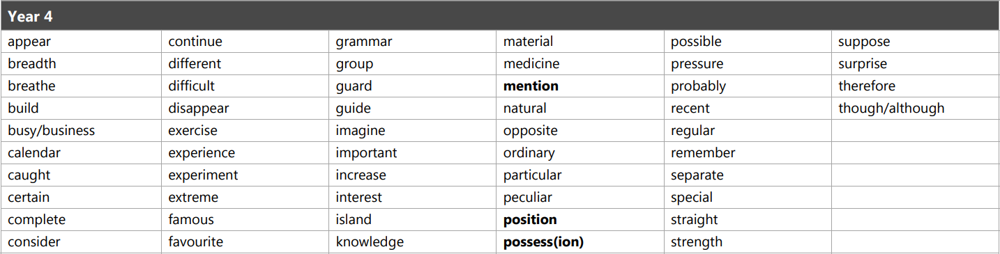 Year 4
appear continue grammar material possible suppose
breadth different group medicine pressure surprise
breathe difficult guard mention probably therefore
build disappear guide natural recent though/although
busy/business exercise imagine opposite regular
calendar experience important ordinary remember
caught experiment increase particular separate
certain extreme interest peculiar special
complete famous island position straight
consider favourite knowledge possess(ion) strength